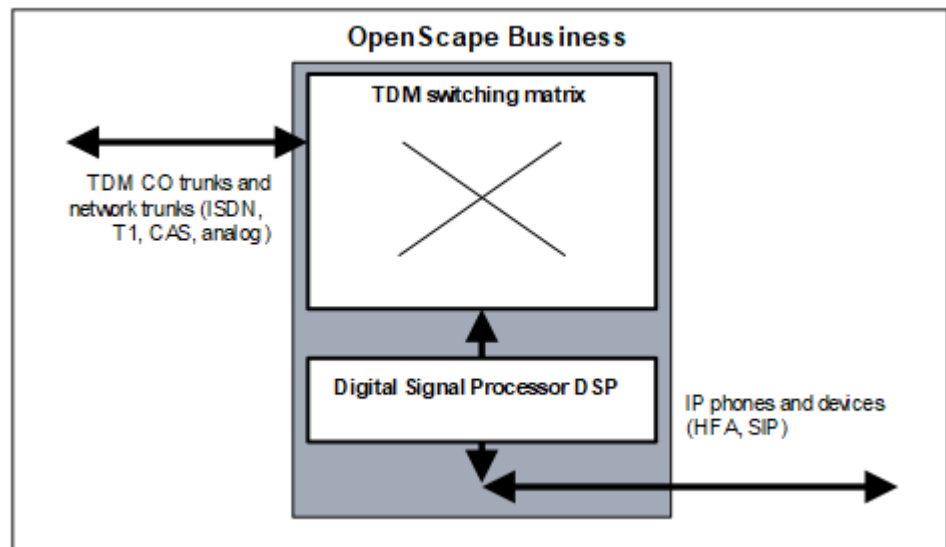 OpenScape Business
TDM switching matrix
TDM CO trunks and
network trunks (ISDN,
T1, CAS, analog)
Digital Signal Processor DSP
IP phones and devices
(HFA, SIP)